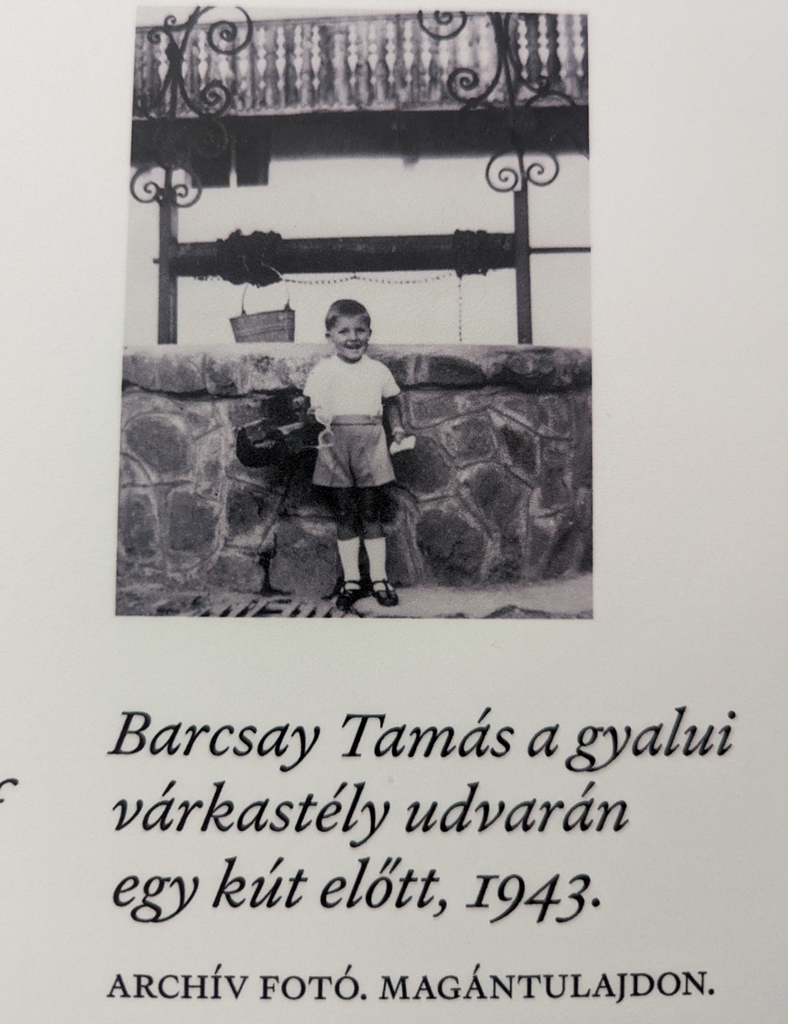 Barcsay Tamás a gyalui
várkastély udvarán
egy kút előtt, 1943.
ARCHÍV FOTÓ. MAGÁNTULAJDON.